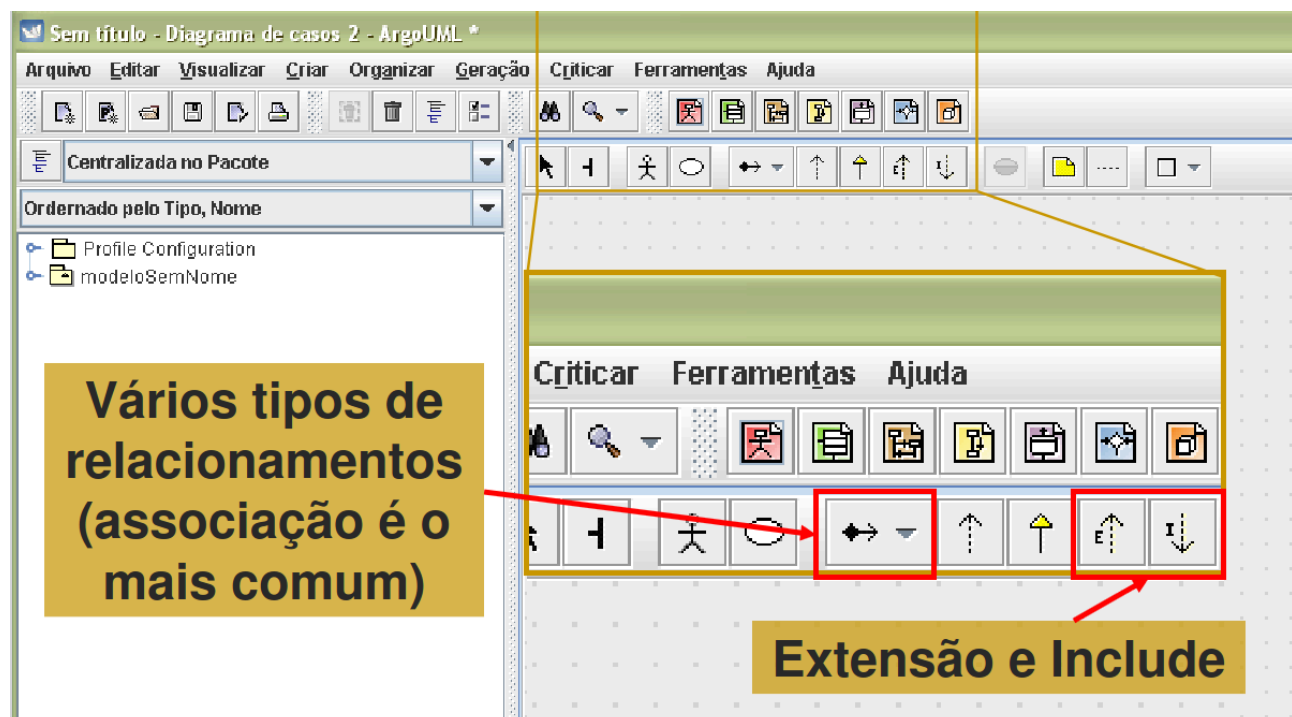 Sem título - Diagrama de casos 2 - ArgoUML *
Arquivo Editar Visualizar Criar Organizar Geração Criticar Ferramentas Ajuda
Centralizada no Pacote
Ordernado pelo Tipo, Nome
Profile Configuration
modeloSemNome
Criticar Ferramentas Ajuda
E I
Vários tipos de
relacionamentos
(associação é o
mais comum)
Extensão e Include